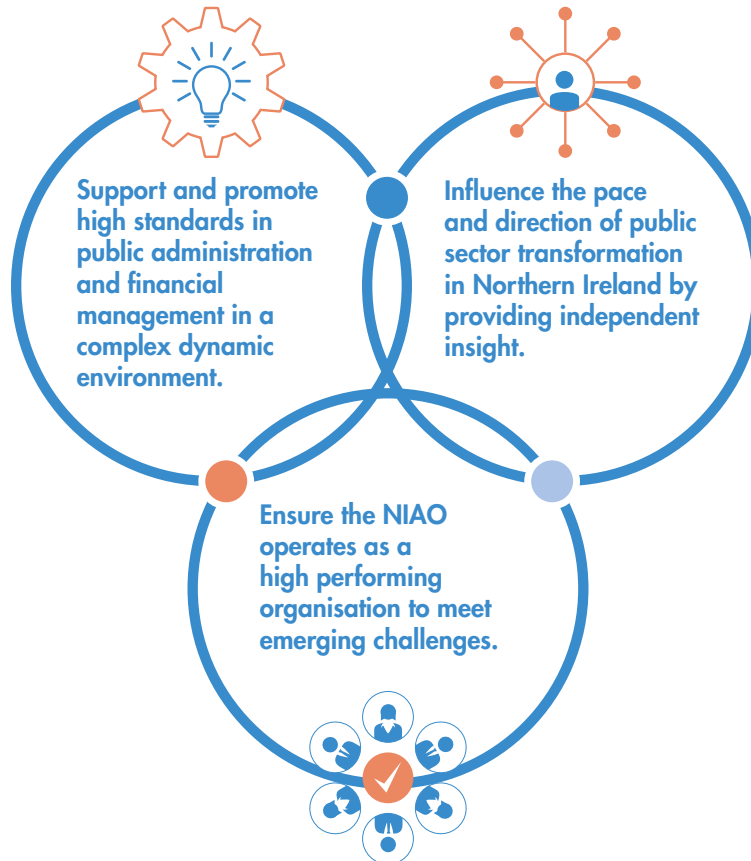 Support and promote
high standards in
public administration
and financial
management in a
complex dynamic
environment.
Influence the pace
and direction of public
sector transformation
in Northern Ireland by
providing independent
insight.
Ensure the NIAO
operates as a
high performing
organisation to meet
emerging challenges.